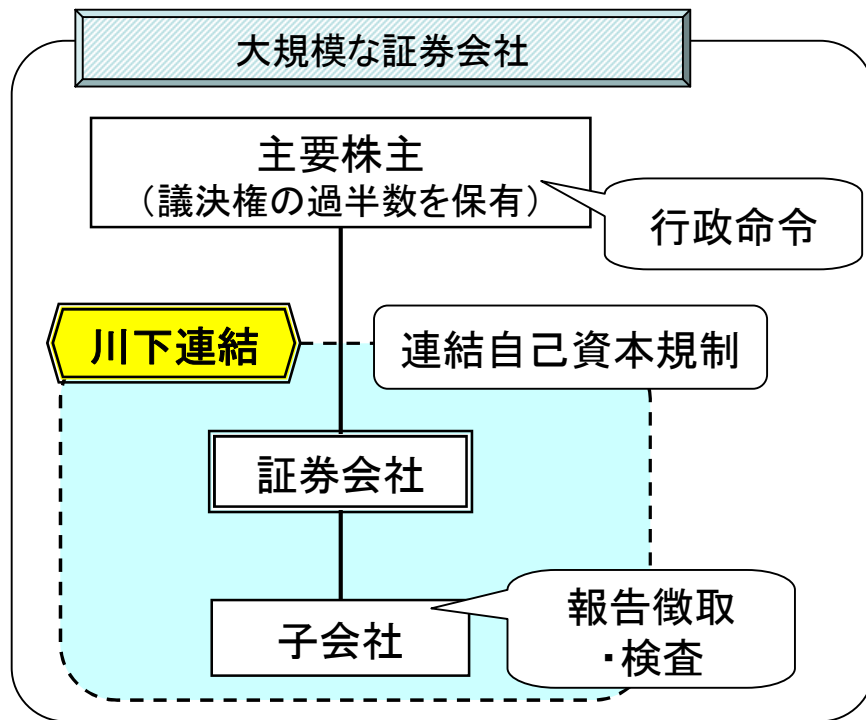 大規模な証券会社
主要株主
（議決権の過半数を保有）
行政命令
川下連結
連結自己資本規制
証券会社
子会社
報告徴取
・検査